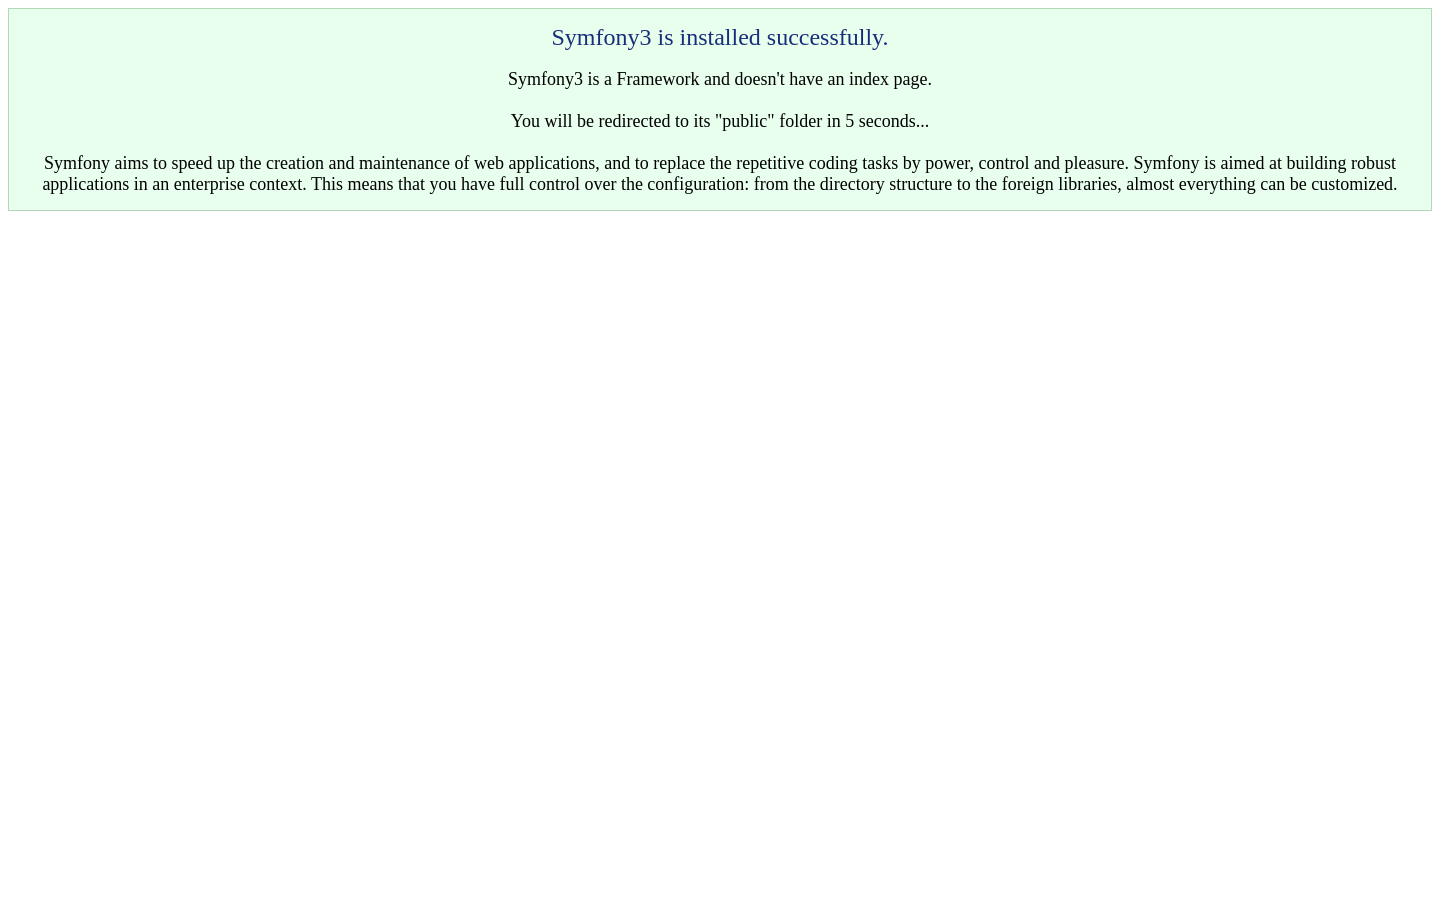 Symfony3 is installed successfully.
Symfony3 is a Framework and doesn't have an index page.
You will be redirected to its "public" folder in 5 seconds...
Symfony aims to speed up the creation and maintenance of web applications, and to replace the repetitive coding tasks by power, control and pleasure. Symfony is aimed at building robust
applications in an enterprise context. This means that you have full control over the configuration: from the directory structure to the foreign libraries, almost everything can be customized.